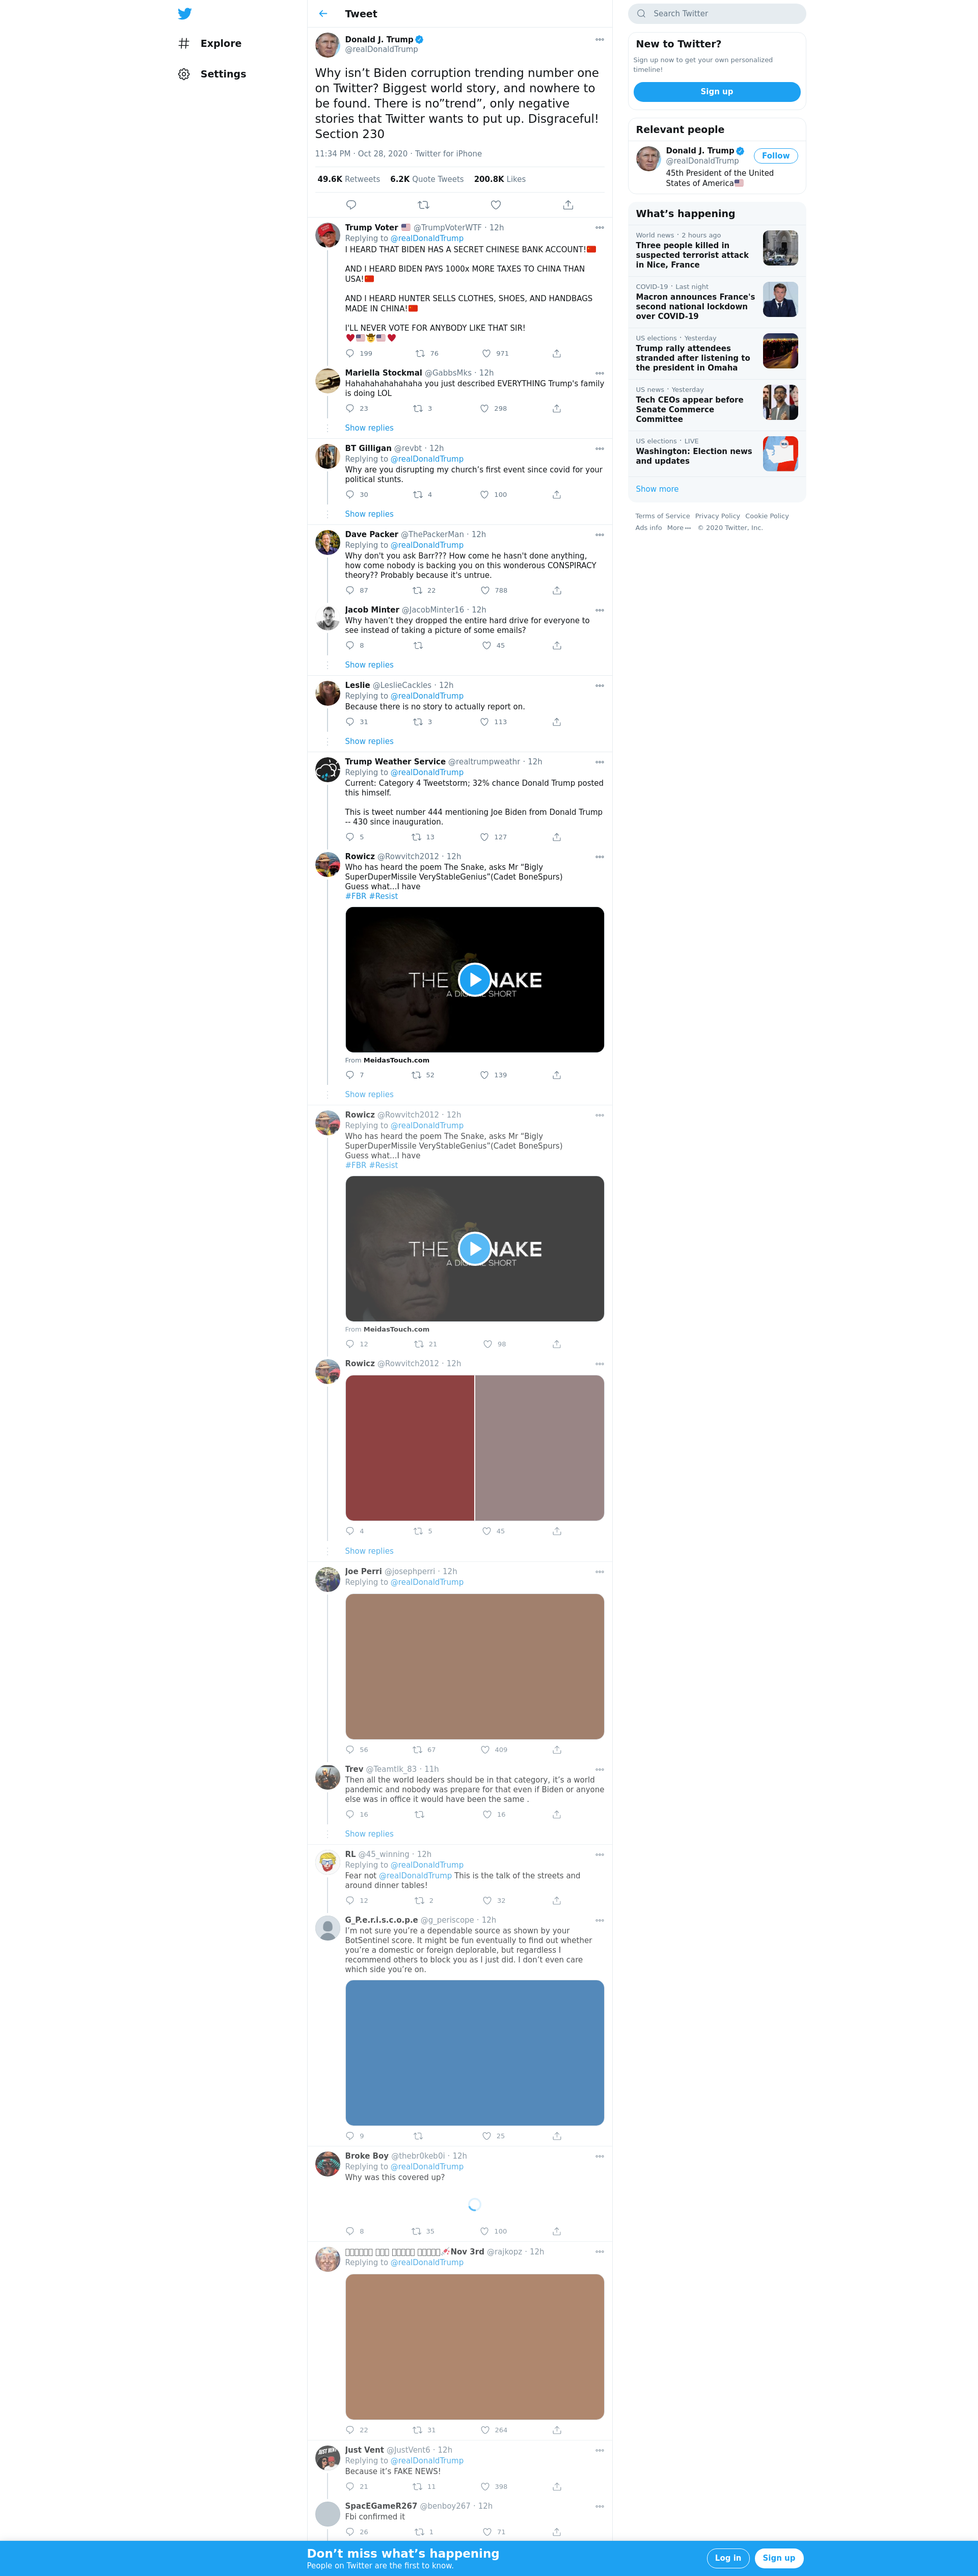 Explore
Settings
Tweet
Donald J. Trump
@realDonaldTrump
Why isn’t Biden corruption trending number one
on Twitter? Biggest world story, and nowhere to
be found. There is no”trend”, only negative
stories that Twitter wants to put up. Disgraceful!
Section 230
11:34 PM · Oct 28, 2020 · Twitter for iPhone
49.6K Retweets 6.2K Quote Tweets 200.8K Likes
Trump Voter 🇺🇸 @TrumpVoterWTF · 12h
Replying to @realDonaldTrump
I HEARD THAT BIDEN HAS A SECRET CHINESE BANK ACCOUNT!🇨🇳
AND I HEARD BIDEN PAYS 1000x MORE TAXES TO CHINA THAN
USA!🇨🇳
AND I HEARD HUNTER SELLS CLOTHES, SHOES, AND HANDBAGS
MADE IN CHINA!🇨🇳
I'LL NEVER VOTE FOR ANYBODY LIKE THAT SIR!
♥️🇺🇸🤠🇺🇸♥️
199 76 971
Mariella Stockmal @GabbsMks · 12h
Hahahahahahahaha you just described EVERYTHING Trump's family
is doing LOL
23 3 298
Show replies
BT Gilligan @revbt · 12h
Replying to @realDonaldTrump
Why are you disrupting my church’s first event since covid for your
political stunts.
30 4 100
Show replies
Dave Packer @ThePackerMan · 12h
Replying to @realDonaldTrump
Why don't you ask Barr??? How come he hasn't done anything,
how come nobody is backing you on this wonderous CONSPIRACY
theory?? Probably because it's untrue.
87 22 788
Jacob Minter @JacobMinter16 · 12h
Why haven’t they dropped the entire hard drive for everyone to
see instead of taking a picture of some emails?
8 45
Show replies
Leslie @LeslieCackles · 12h
Replying to @realDonaldTrump
Because there is no story to actually report on.
31 3 113
Show replies
Trump Weather Service @realtrumpweathr · 12h
Replying to @realDonaldTrump
Current: Category 4 Tweetstorm; 32% chance Donald Trump posted
this himself.
This is tweet number 444 mentioning Joe Biden from Donald Trump
-- 430 since inauguration.
5 13 127
Rowicz @Rowvitch2012 · 12h
Who has heard the poem The Snake, asks Mr “Bigly
SuperDuperMissile VeryStableGenius”(Cadet BoneSpurs)
Guess what...I have
#FBR #Resist
THE NAKE
A DI SHORT
From MeidasTouch.com
7 52 139
Show replies
Rowicz @Rowvitch2012 · 12h
Replying to @realDonaldTrump
Who has heard the poem The Snake, asks Mr “Bigly
SuperDuperMissile VeryStableGenius”(Cadet BoneSpurs)
Guess what...I have
#FBR #Resist
THE NAKE
A DI SHORT
From MeidasTouch.com
12 21 98
Rowicz @Rowvitch2012 · 12h
4 5 45
Show replies
Joe Perri @josephperri · 12h
Replying to @realDonaldTrump
56 67 409
Trev @Teamtlk_83 · 11h
Then all the world leaders should be in that category, it’s a world
pandemic and nobody was prepare for that even if Biden or anyone
else was in office it would have been the same .
16 16
Show replies
RL @45_winning · 12h
Replying to @realDonaldTrump
Fear not @realDonaldTrump This is the talk of the streets and
around dinner tables!
12 2 32
G_P.e.r.i.s.c.o.p.e @g_periscope · 12h
I’m not sure you’re a dependable source as shown by your
BotSentinel score. It might be fun eventually to find out whether
you’re a domestic or foreign deplorable, but regardless I
recommend others to block you as I just did. I don’t even care
which side you’re on.
9 25
Broke Boy @thebr0keb0i · 12h
Replying to @realDonaldTrump
Why was this covered up?
8 35 100
Nov 3rd @rajkopz · 12h
Replying to @realDonaldTrump
22 31 264
Just Vent @JustVent6 · 12h
Replying to @realDonaldTrump
Because it’s FAKE NEWS!
21 11 398
SpacEGameR267 @benboy267 · 12h
Fbi confirmed it
26 1 71
Search Twitter
New to Twitter?
Sign up now to get your own personalized
timeline!
Sign up
Relevant people
Donald J. Trump
@realDonaldTrump
Follow
45th President of the United
States of America🇺🇸
What’s happening
World news · 2 hours ago
Three people killed in
suspected terrorist attack
in Nice, France
COVID-19 · Last night
Macron announces France's
second national lockdown
over COVID-19
US elections · Yesterday
Trump rally attendees
stranded after listening to
the president in Omaha
US news · Yesterday
Tech CEOs appear before
Senate Commerce
Committee
US elections · LIVE
Washington: Election news
and updates
Show more
Terms of Service Privacy Policy Cookie Policy
Ads info More ··· © 2020 Twitter, Inc.
Don’t miss what’s happening
People on Twitter are the first to know.
Log in
Sign up